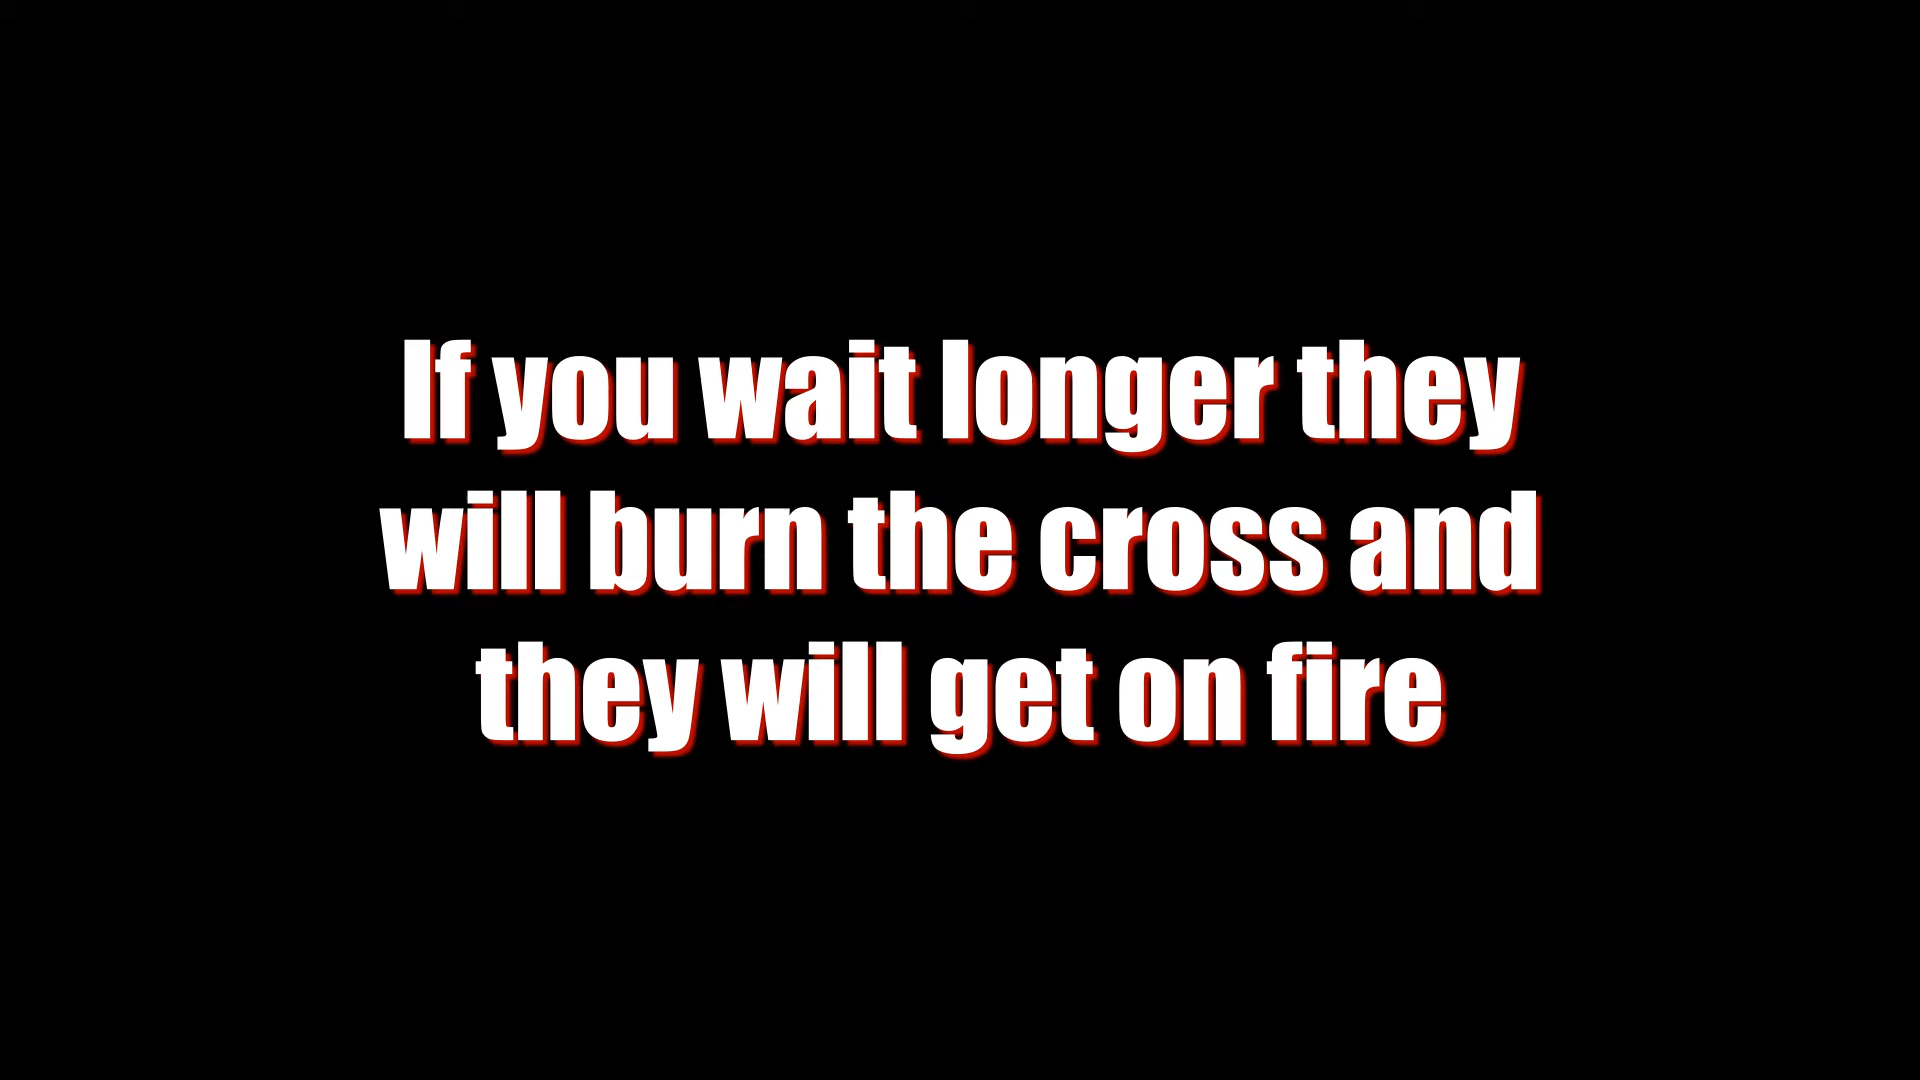 If you wait longer they
will burn the cross and
they will get on fire